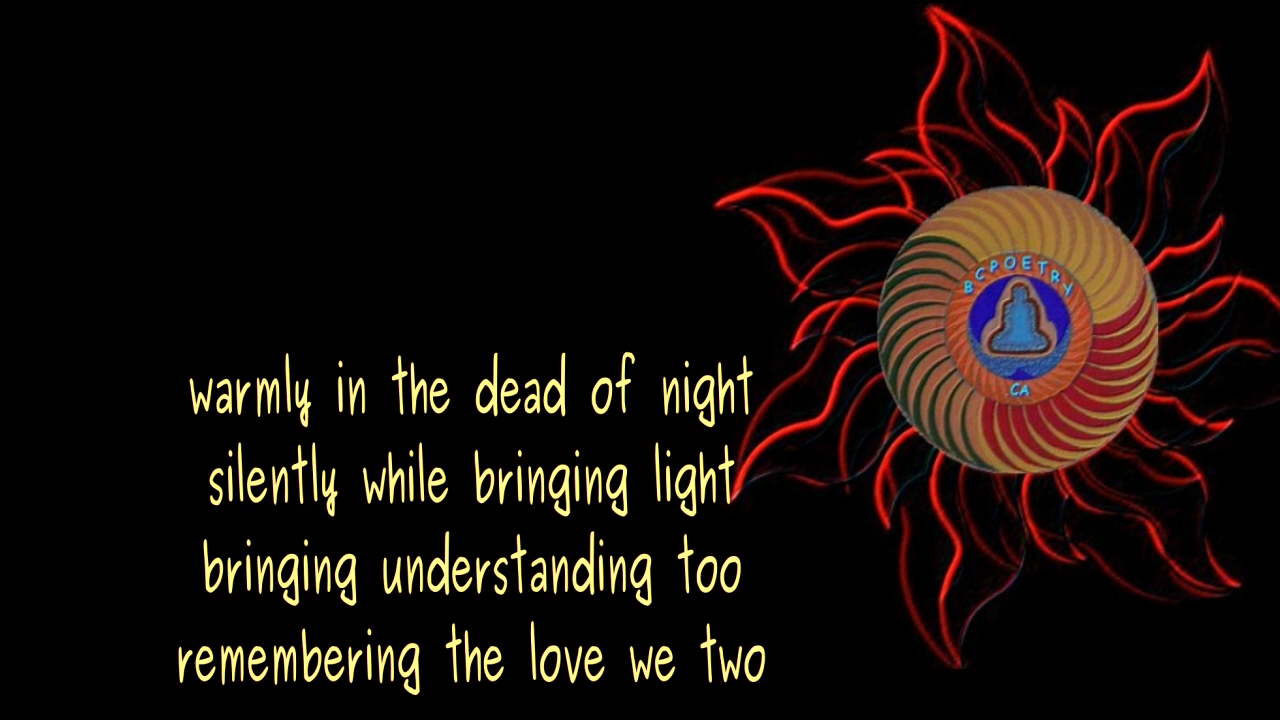 BCPOETRY
CA
warmly in the dead of night
silently while bringing light
bringing understanding too
remembering the love we two